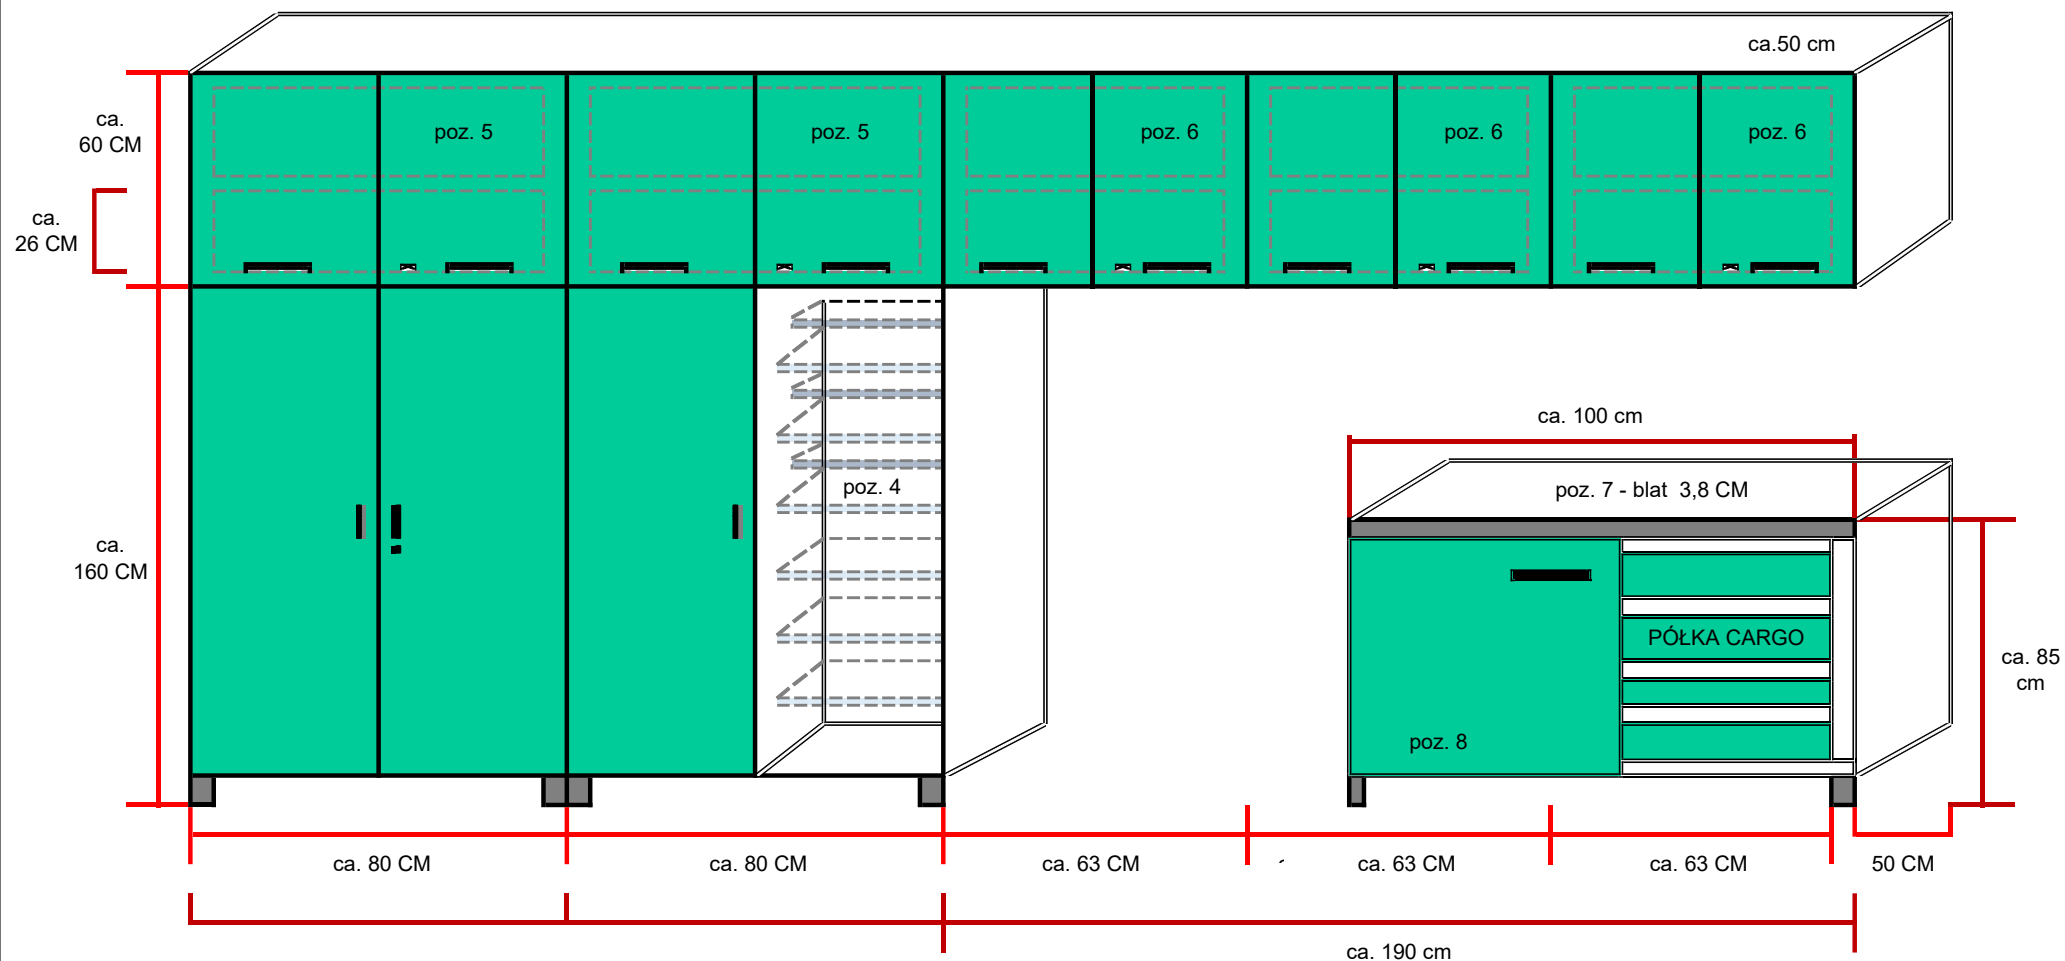 ca.50 cm
ca.
60 CM
poz. 5
poz. 5
poz. 6
poz. 6
poz. 6
ca.
26 CM
ca. 100 cm
poz. 4
poz. 7 - blat 3,8 CM
ca.
160 CM
PÓŁKA CARGO
ca. 85
cm
poz. 8
ca. 80 CM
ca. 80 CM
ca. 63 CM
ca. 63 CM
ca. 63 CM
50 CM
ca. 190 cm